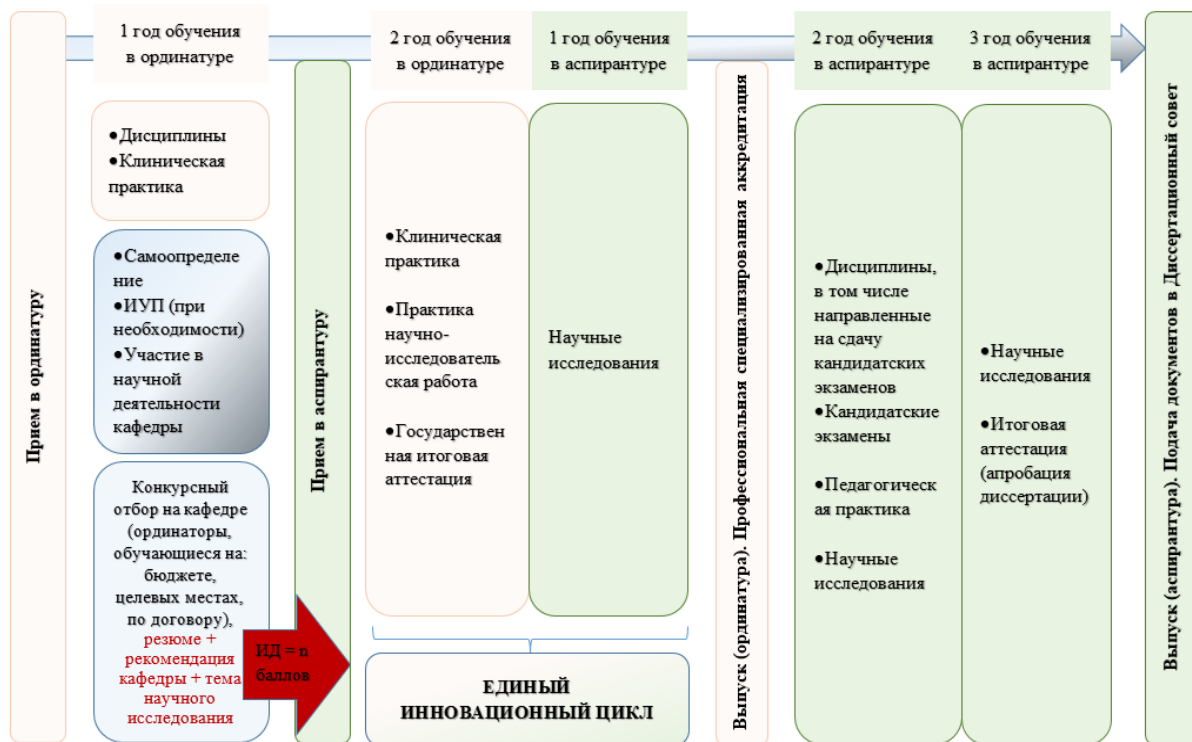 Прием в ординатуру
1 год обучения
в ординатуре
•Дисциплины
•Клиническая
практика
•Самоопределе
ние
•ИУП (при
необходимости)
•Участие в
научной
деятельности
кафедры
Конкурсный
отбор на кафедре
(ординаторы,
обучающиеся на:
бюджете,
целевых местах,
по договору),
резюме +
рекомендация
кафедры + тема
научного
исследования
ИД = n
баллов
Прием в аспирантуру
2 год обучения
в ординатуре
•Клиническая
практика
•Практика
научно-
исследователь
ская работа
•Государствен
ная итоговая
аттестация
1 год обучения
в аспирантуре
Научные
исследования
ЕДИНЫЙ
ИННОВАЦИОННЫЙ ЦИКЛ
Выпуск (ординатура). Профессиональная специализированная аккредитация
2 год обучения
в аспирантуре
•Дисциплины,
в том числе
направленные
на сдачу
кандидатских
экзаменов
•Кандидатские
экзамены
•Педагогическ
ая практика
•Научные
исследования
3 год обучения
в аспирантуре
•Научные
исследования
•Итоговая
аттестация
(апробация
диссертации)
Выпуск (аспирантура). Подача документов в Диссертационный совет